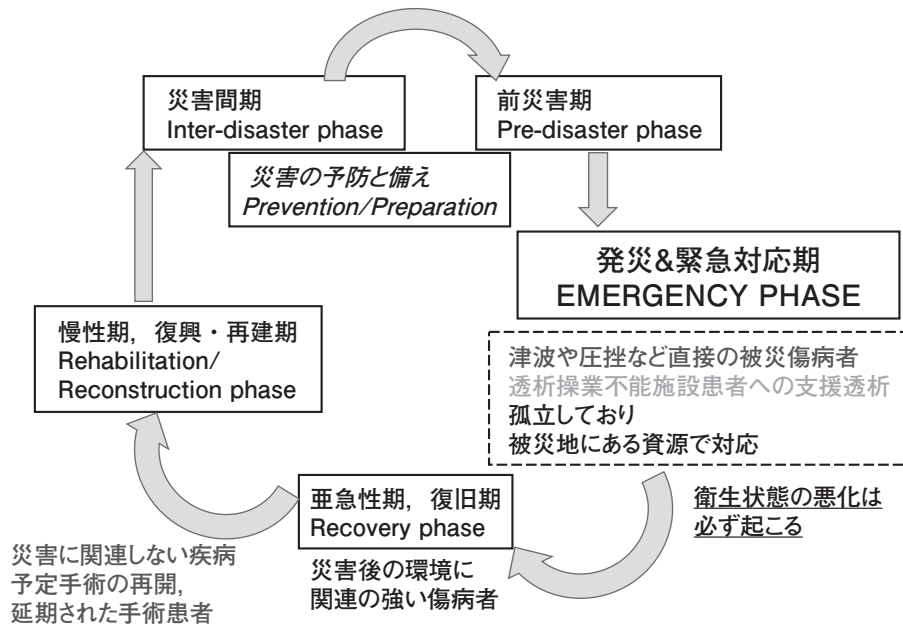 災害間期
Inter-disaster phase
前災害期
Pre-disaster phase
災害の予防と備え
Prevention/Preparation
発災&緊急対応期
EMERGENCY PHASE
津波や圧挫など直接の被災傷病者
透析操業不能施設患者への支援透析
孤立しており
被災地にある資源で対応
衛生状態の悪化は
必ず起こる
亜急性期，復旧期
Recovery phase
災害後の環境に
関連の強い傷病者
慢性期，復興・再建期
Rehabilitation/
Reconstruction phase
災害に関連しない疾病
予定手術の再開，
延期された手術患者